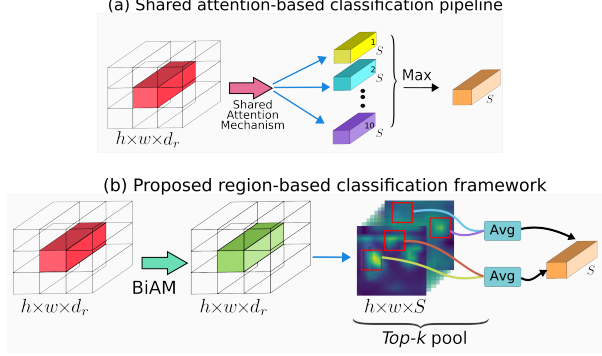 (a) Shared attention-based classification pipeline
1
S
2
S
10
S
Max
S
Shared
Attention
Mechanism
h×w×d_r
(b) Proposed region-based classification framework
BiAM
h×w×d_r
h×w×d_r
h×w×S
Avg
Avg
S
Top-k pool